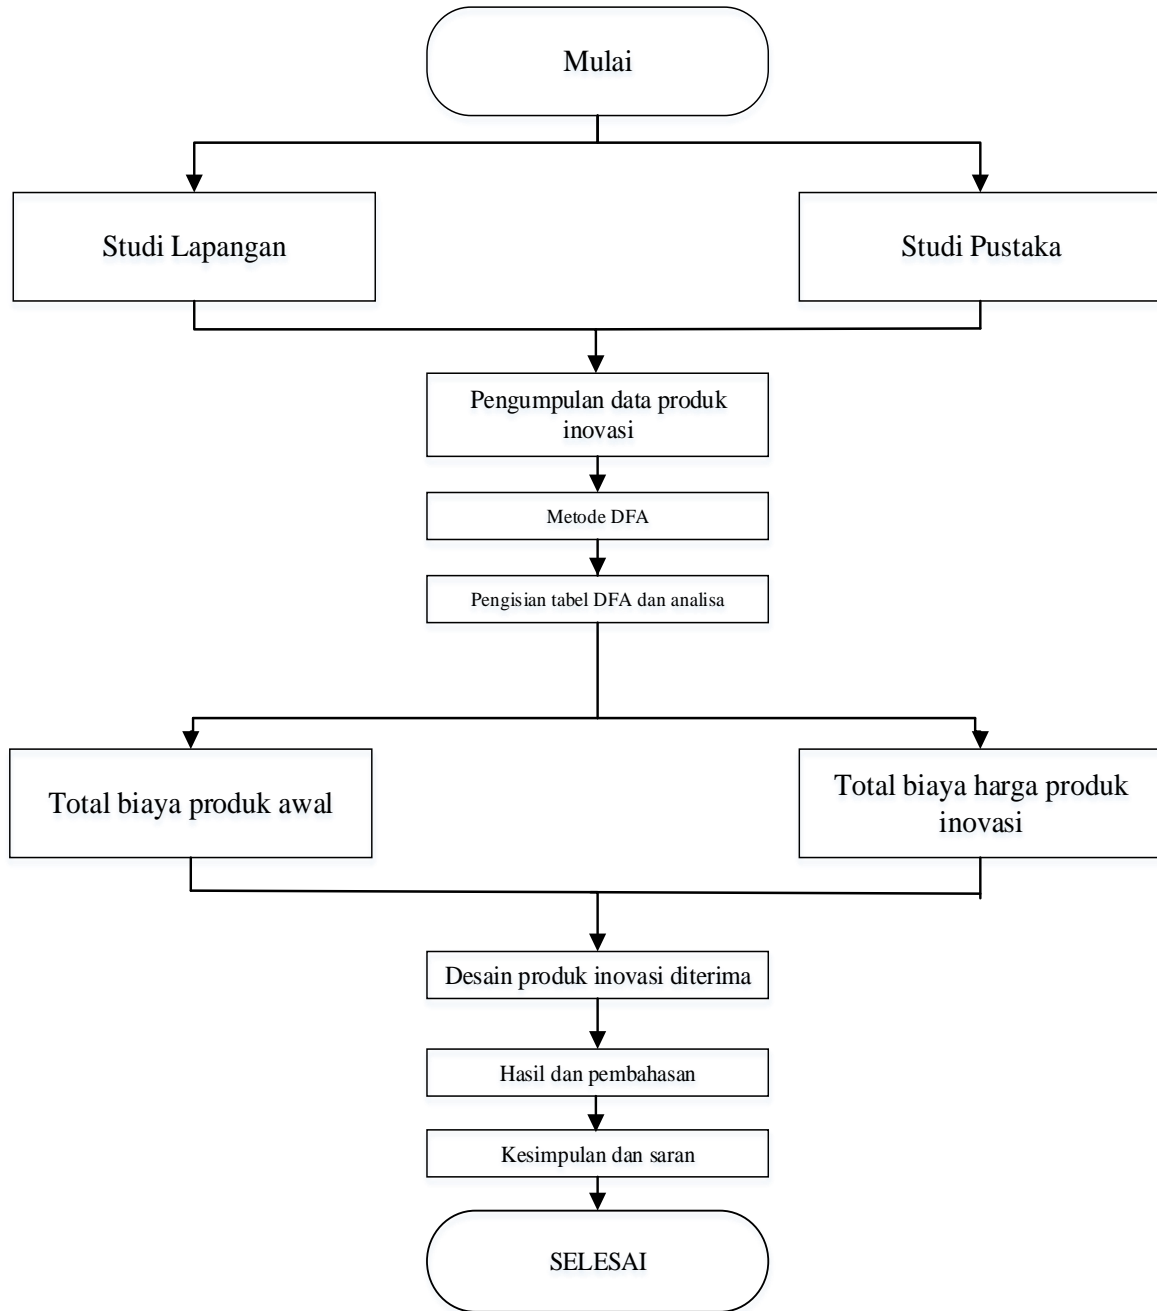 Mulai
Studi Lapangan
Studi Pustaka
Pengumpulan data produk
inovasi
Metode DFA
Pengisian tabel DFA dan analisa
Total biaya produk awal
Total biaya harga produk
inovasi
Desain produk inovasi diterima
Hasil dan pembahasan
Kesimpulan dan saran
SELESAI